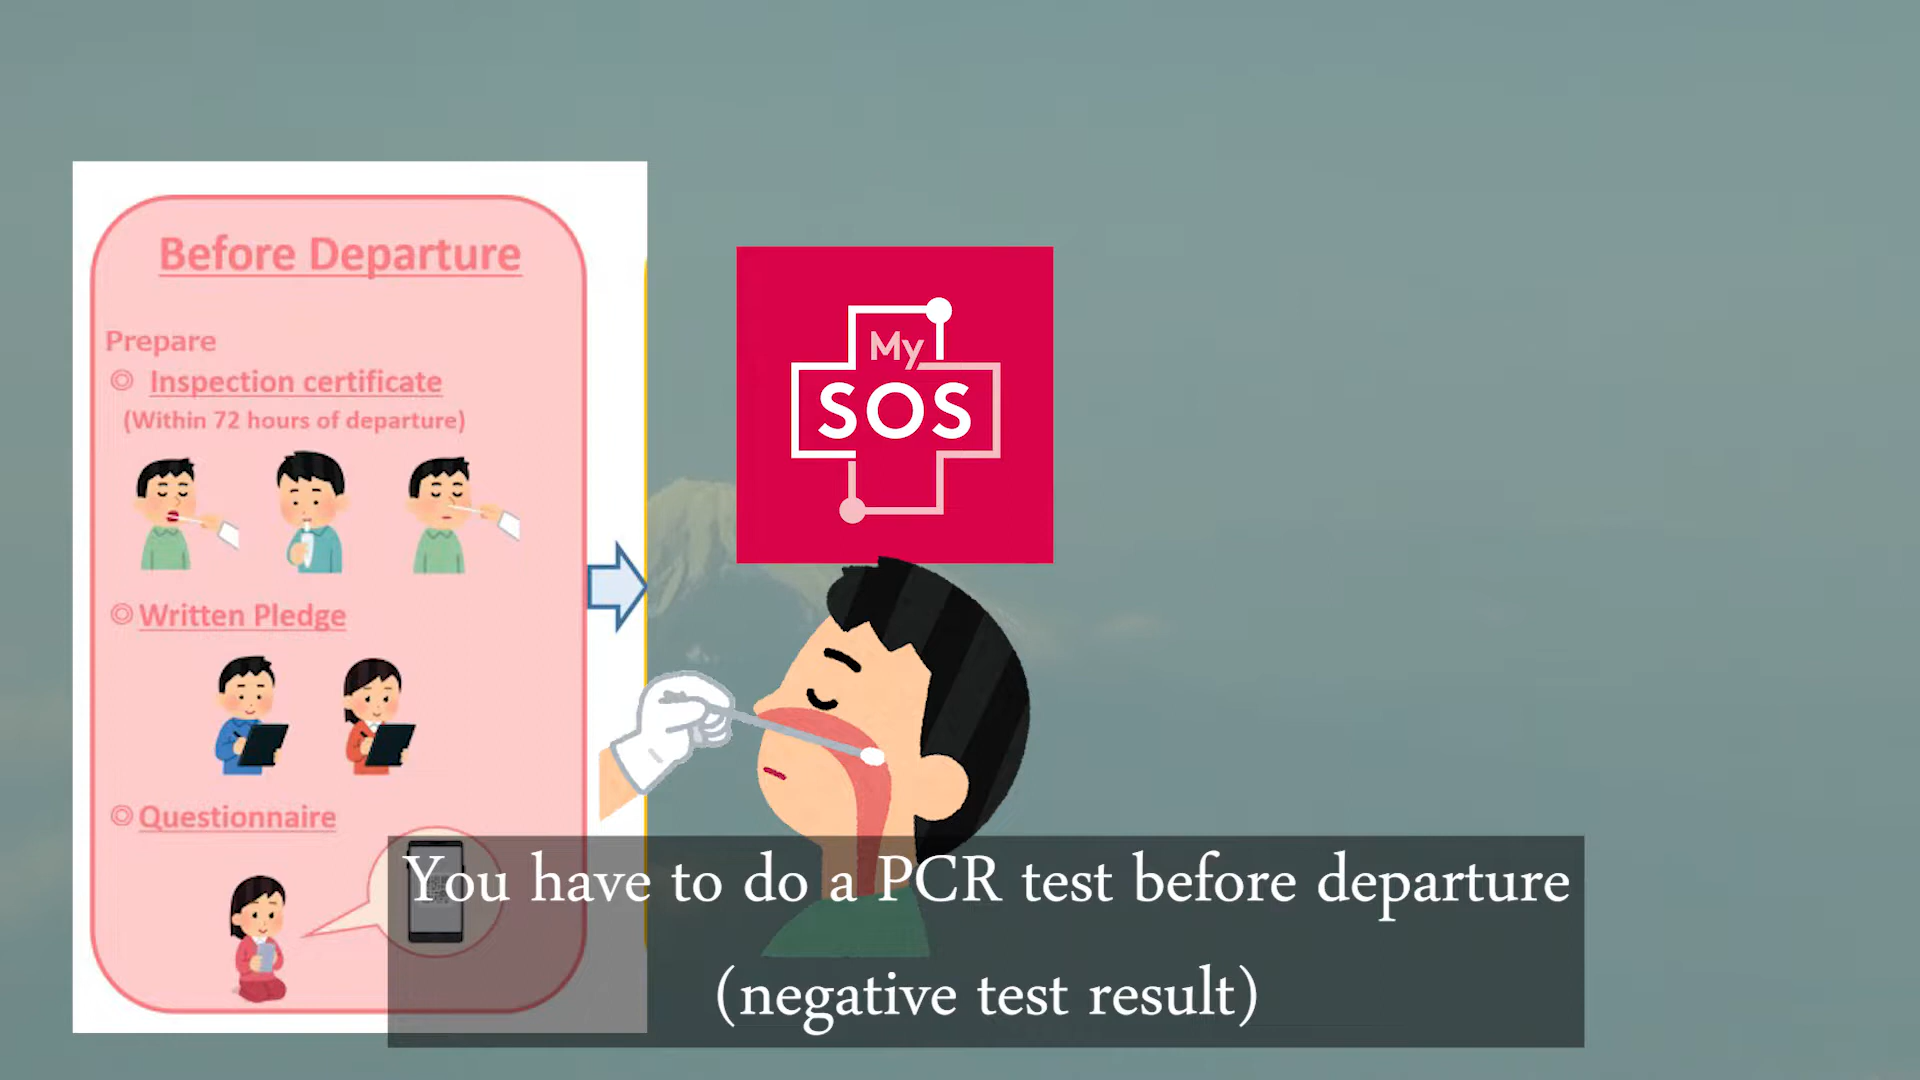 Before Departure
Prepare
◎ Inspection certificate
(Within 72 hours of departure)
◎ Written Pledge
◎ Questionnaire
My
SOS
You have to do a PCR test before departure
(negative test result)